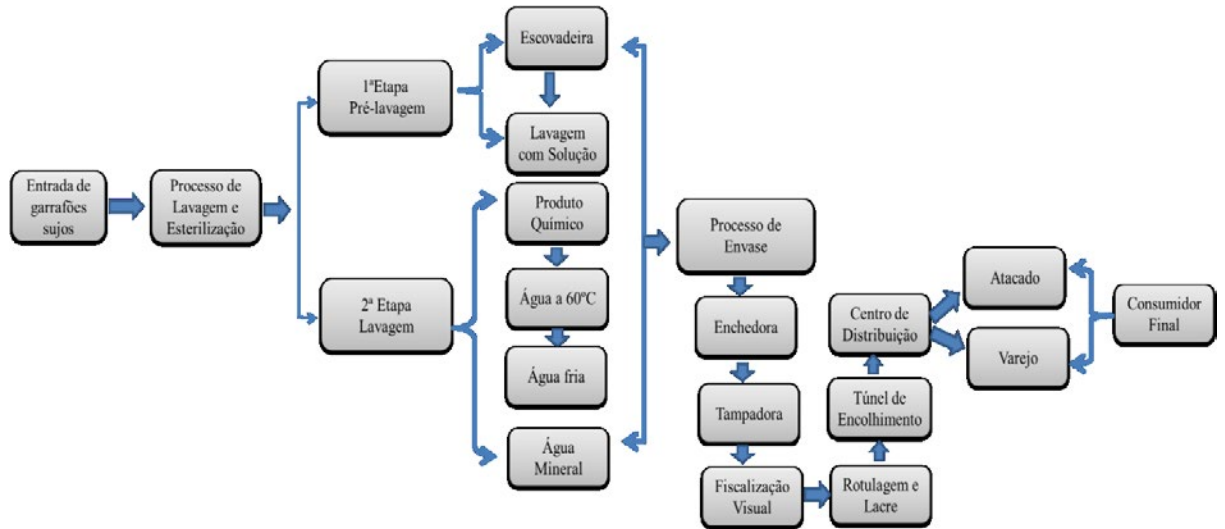 Entrada de
garrafões
sujos
Processo de
Lavagem e
Esterilização
1ªEtapa
Pré-lavagem
2ª Etapa
Lavagem
Escovadeira
Lavagem
com Solução
Produto
Químico
Água a 60ºC
Água fria
Água
Mineral
Processo de
Envase
Enchedora
Tampadora
Fiscalização
Visual
Rotulagem e
Lacre
Túnel de
Encolhimento
Centro de
Distribuição
Atacado
Varejo
Consumidor
Final